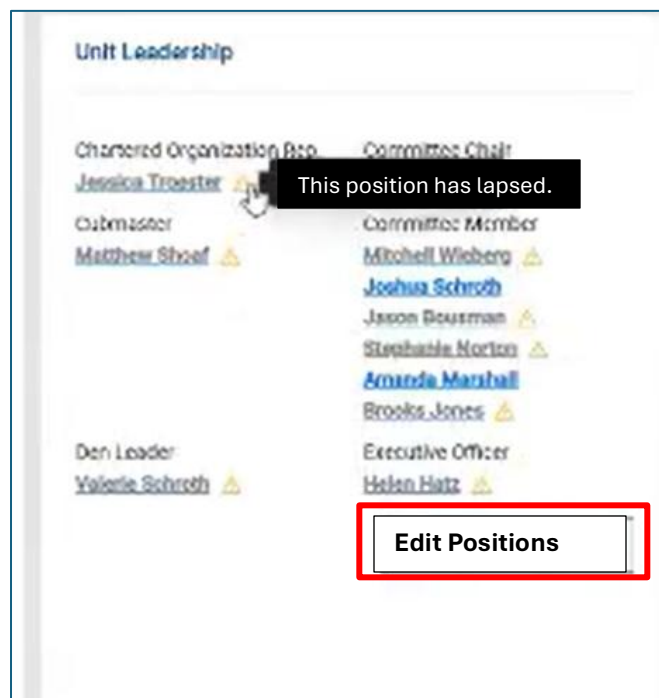 Unit Leadership
Chartered Organization Rep Committee Chair
Jessica Troester This position has lapsed.
Cubmaster Committee Member
Matthew Shoaf Mitchell Wieberg
Joshua Schroth
Jason Bousman
Stephanie Norton
Amanda Marshall
Brooks Jones
Den Leader Executive Officer
Valerie Schroth Helen Hatz
Edit Positions